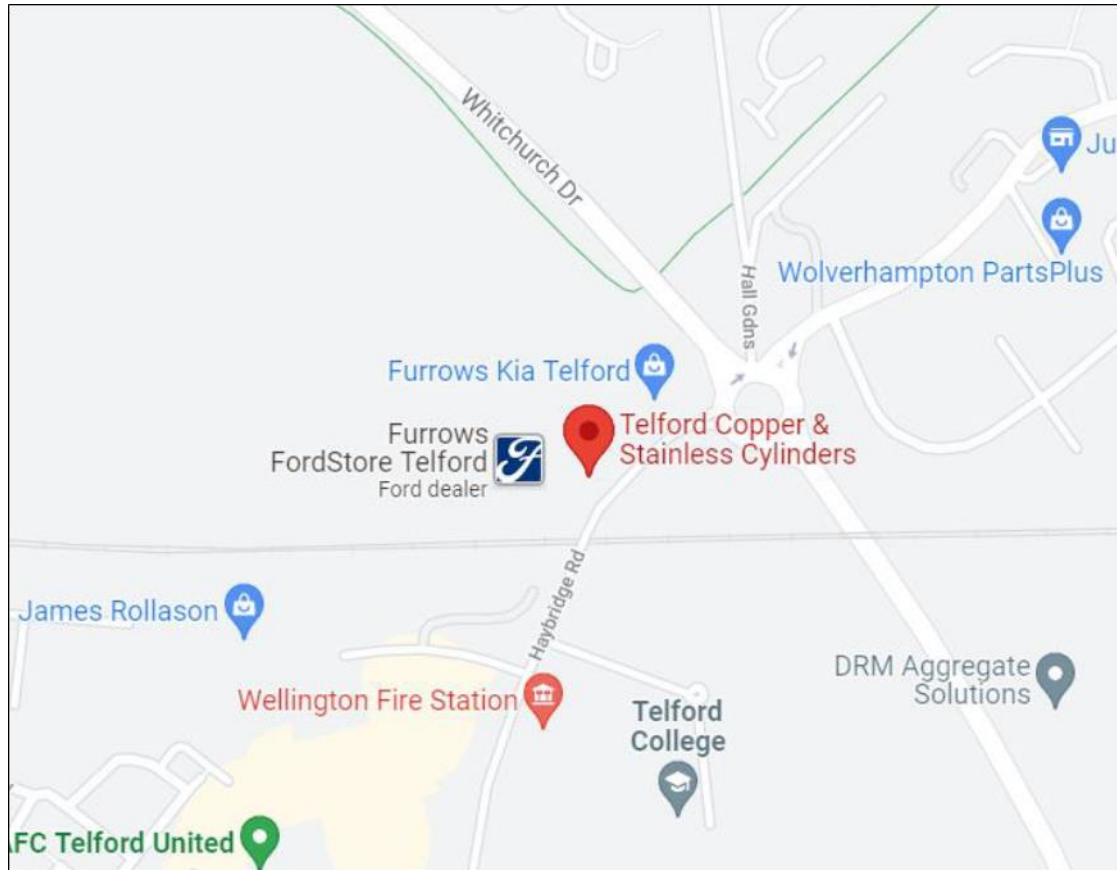 Whitchurch Dr
Ju
Wolverhampton PartsPlus
Hall Gdns
Furrows Kia Telford
Telford Copper &
Stainless Cylinders
Furrows
FordStore Telford
Ford dealer
Haybridge Rd
James Rollason
DRM Aggregate
Solutions
Wellington Fire Station
Telford
College
FC Telford United